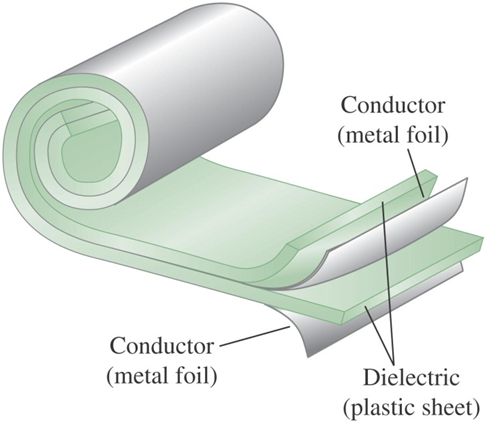 Conductor
(metal foil)
Conductor
(metal foil)
Dielectric
(plastic sheet)